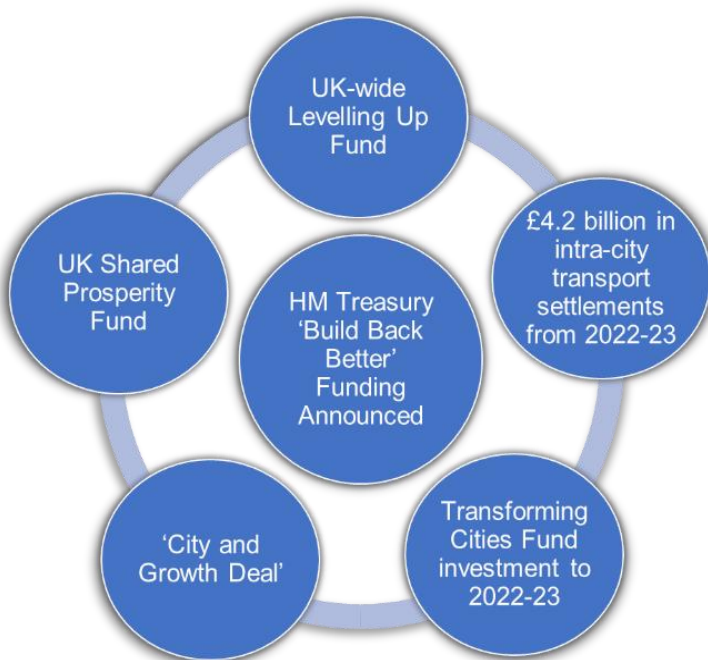 UK-wide
Levelling Up
Fund
£4.2 billion in
intra-city
transport
settlements
from 2022-23
UK Shared
Prosperity
Fund
HM Treasury
‘Build Back
Better’
Funding
Announced
‘City and
Growth Deal’
Transforming
Cities Fund
investment to
2022-23